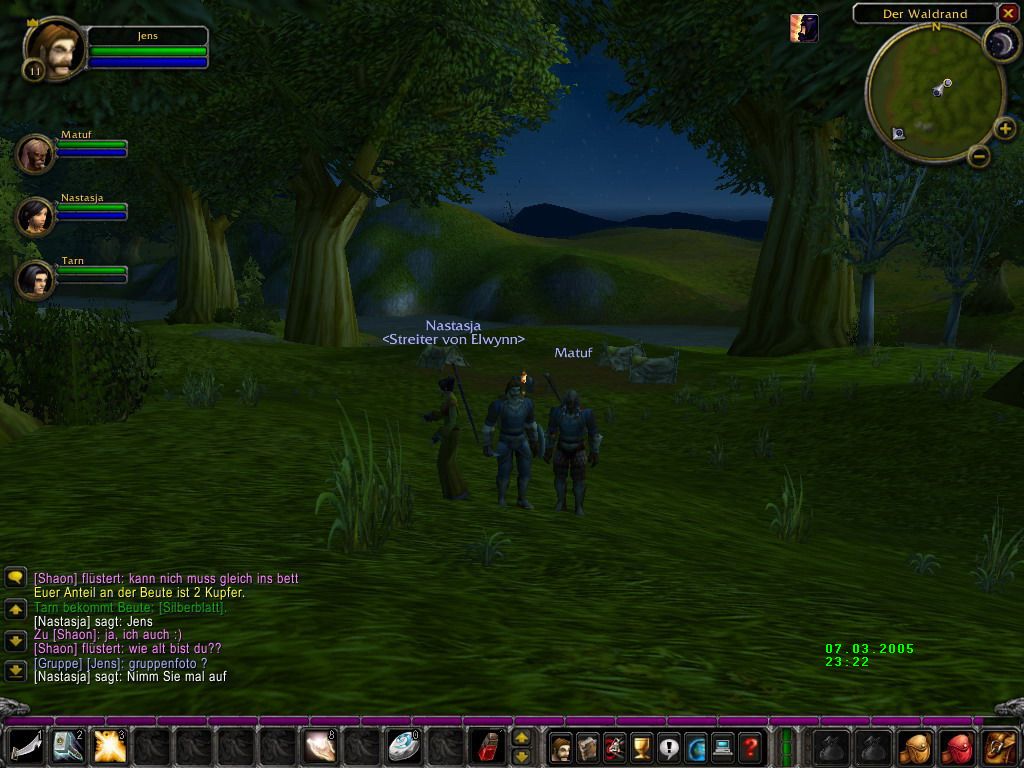 Jens
11
Der Waldrand
N
Matuf
Nastasja
Tarn
Nastasja
<Streiter von Elwynn>
Matuf
[Shaon] flüstert: kann nich muss gleich ins bett
Euer Anteil an der Beute ist 2 Kupfer.
Tarn bekommt Beute: [Silberblatt].
[Nastasja] sagt: Jens
Zu [Shaon]: ja, ich auch :)
[Shaon] flüstert: wie alt bist du??
[Gruppe] [Jens]: gruppenfoto ?
[Nastasja] sagt: Nimm Sie mal auf
07.03.2005
23:22
1 2 3 8 0